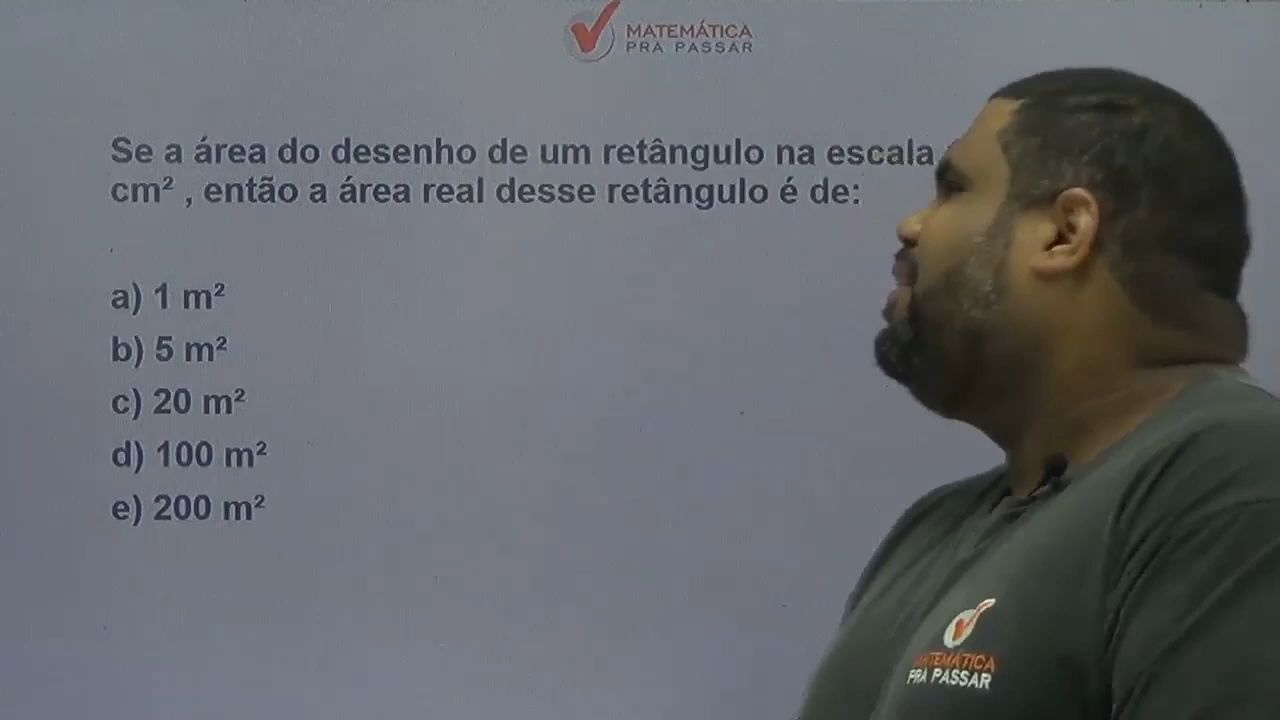 MATEMÁTICA
PRA PASSAR
Se a área do desenho de um retângulo na escala
cm² , então a área real desse retângulo é de:
a) 1 m²
b) 5 m²
c) 20 m²
d) 100 m²
e) 200 m²
MATEMÁTICA
PRA PASSAR